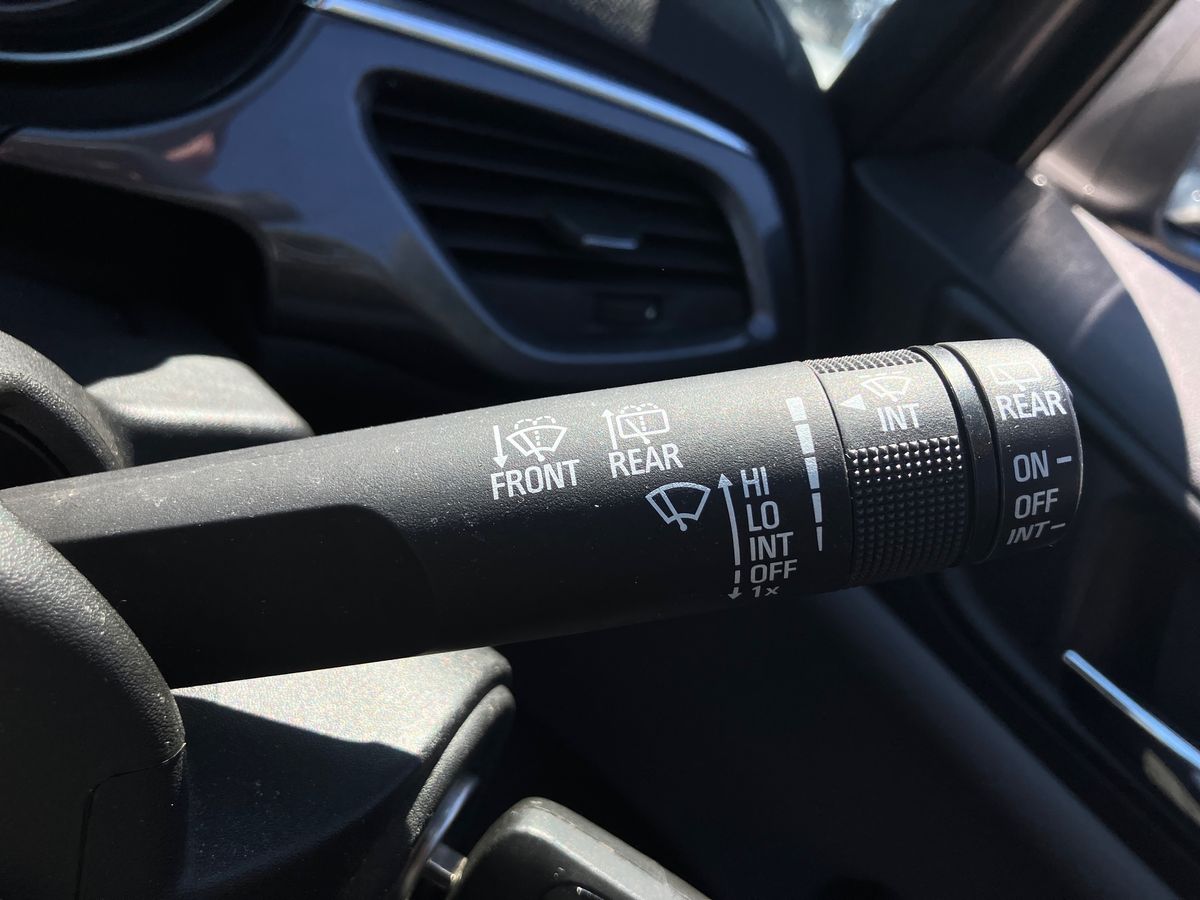 FRONT
REAR
HI
LO
INT
OFF
1x
INT
REAR
ON
OFF
INT